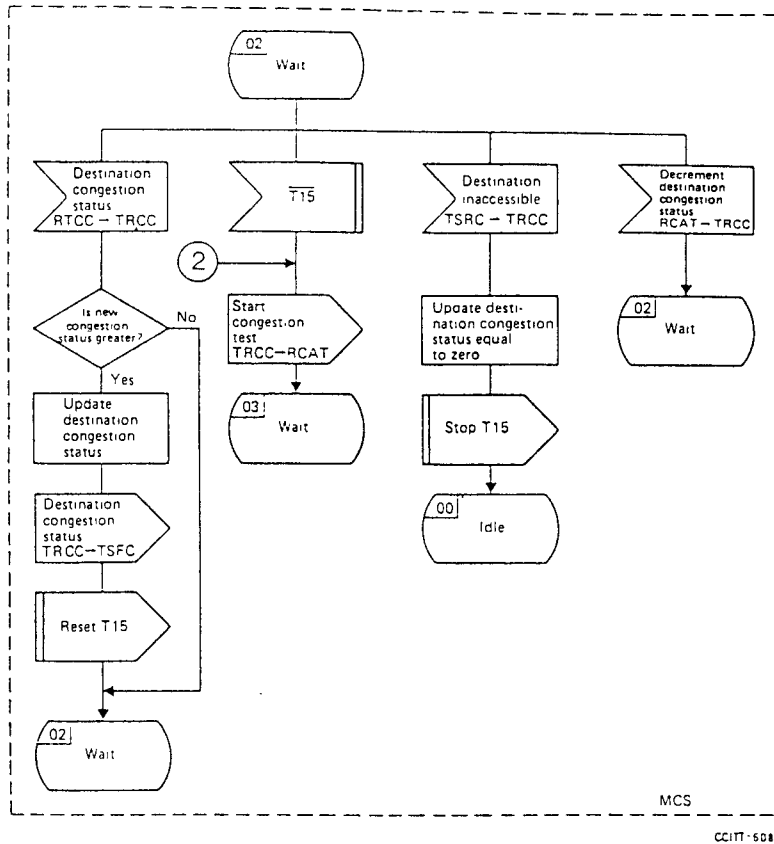 02
Wait
Destination
congestion
status
RTCC → TRCC
T15
Destination
inaccessible
TSRC → TRCC
Decrement
destination
congestion
status
RCAT → TRCC
2
Is new
congestion
status greater?
No
Yes
Start
congestion
test
TRCC → RCAT
Update desti-
nation congestion
status equal
to zero
02
Wait
Update
destination
congestion
status
03
Wait
Stop T15
Destination
congestion
status
TRCC → TSFC
00
Idle
Reset T15
02
Wait
MCS